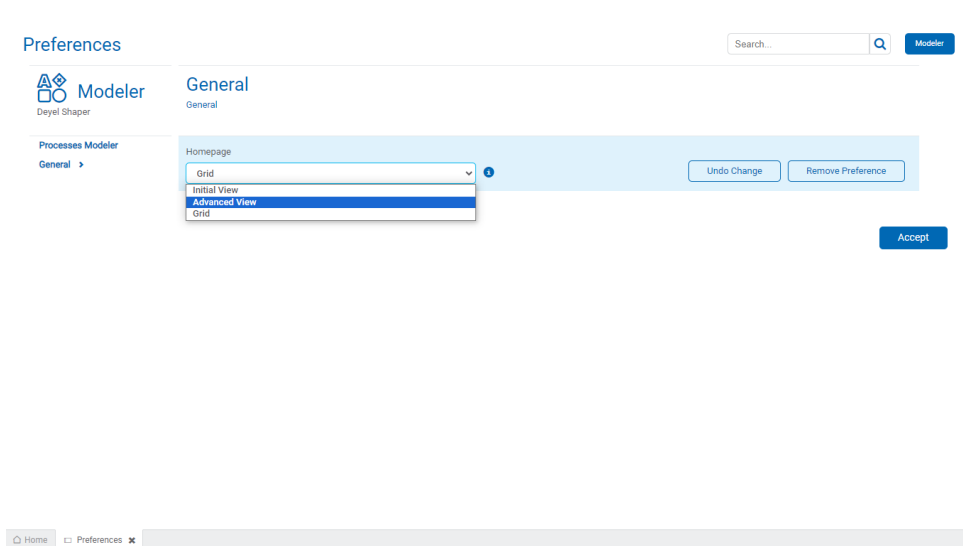 Preferences
Search...
Modeler
Modeler
Deyel Shaper
General
General
Processes Modeler
General
Homepage
Grid
Undo Change
Remove Preference
Initial View
Advanced View
Grid
Accept
Home
Preferences